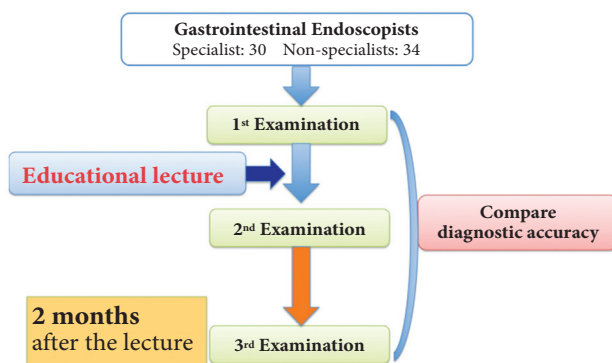 Gastrointestinal Endoscopists
Specialist: 30 Non-specialists: 34
1st Examination
Educational lecture
2nd Examination
Compare
diagnostic accuracy
2 months
after the lecture
3rd Examination